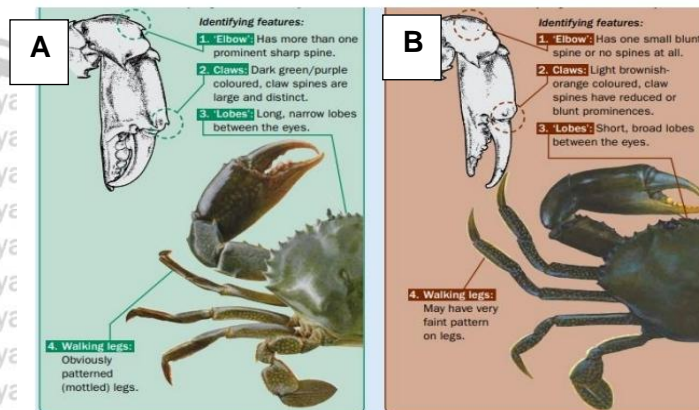 A
Identifying features:
1. 'Elbow': Has more than one
prominent sharp spine.
2. Claws: Dark green/purple
coloured, claw spines are
large and distinct.
3. 'Lobes': Long, narrow lobes
between the eyes.
4. Walking legs:
Obviously
patterned
(mottled) legs.
B
Identifying features:
1. 'Elbow': Has one small blunt
spine or no spines at all.
2. Claws: Light brownish-
orange coloured, claw
spines have reduced or
blunt prominences.
3. 'Lobes': Short, broad lobes
between the eyes.
4. Walking legs:
May have very
faint pattern
on legs.